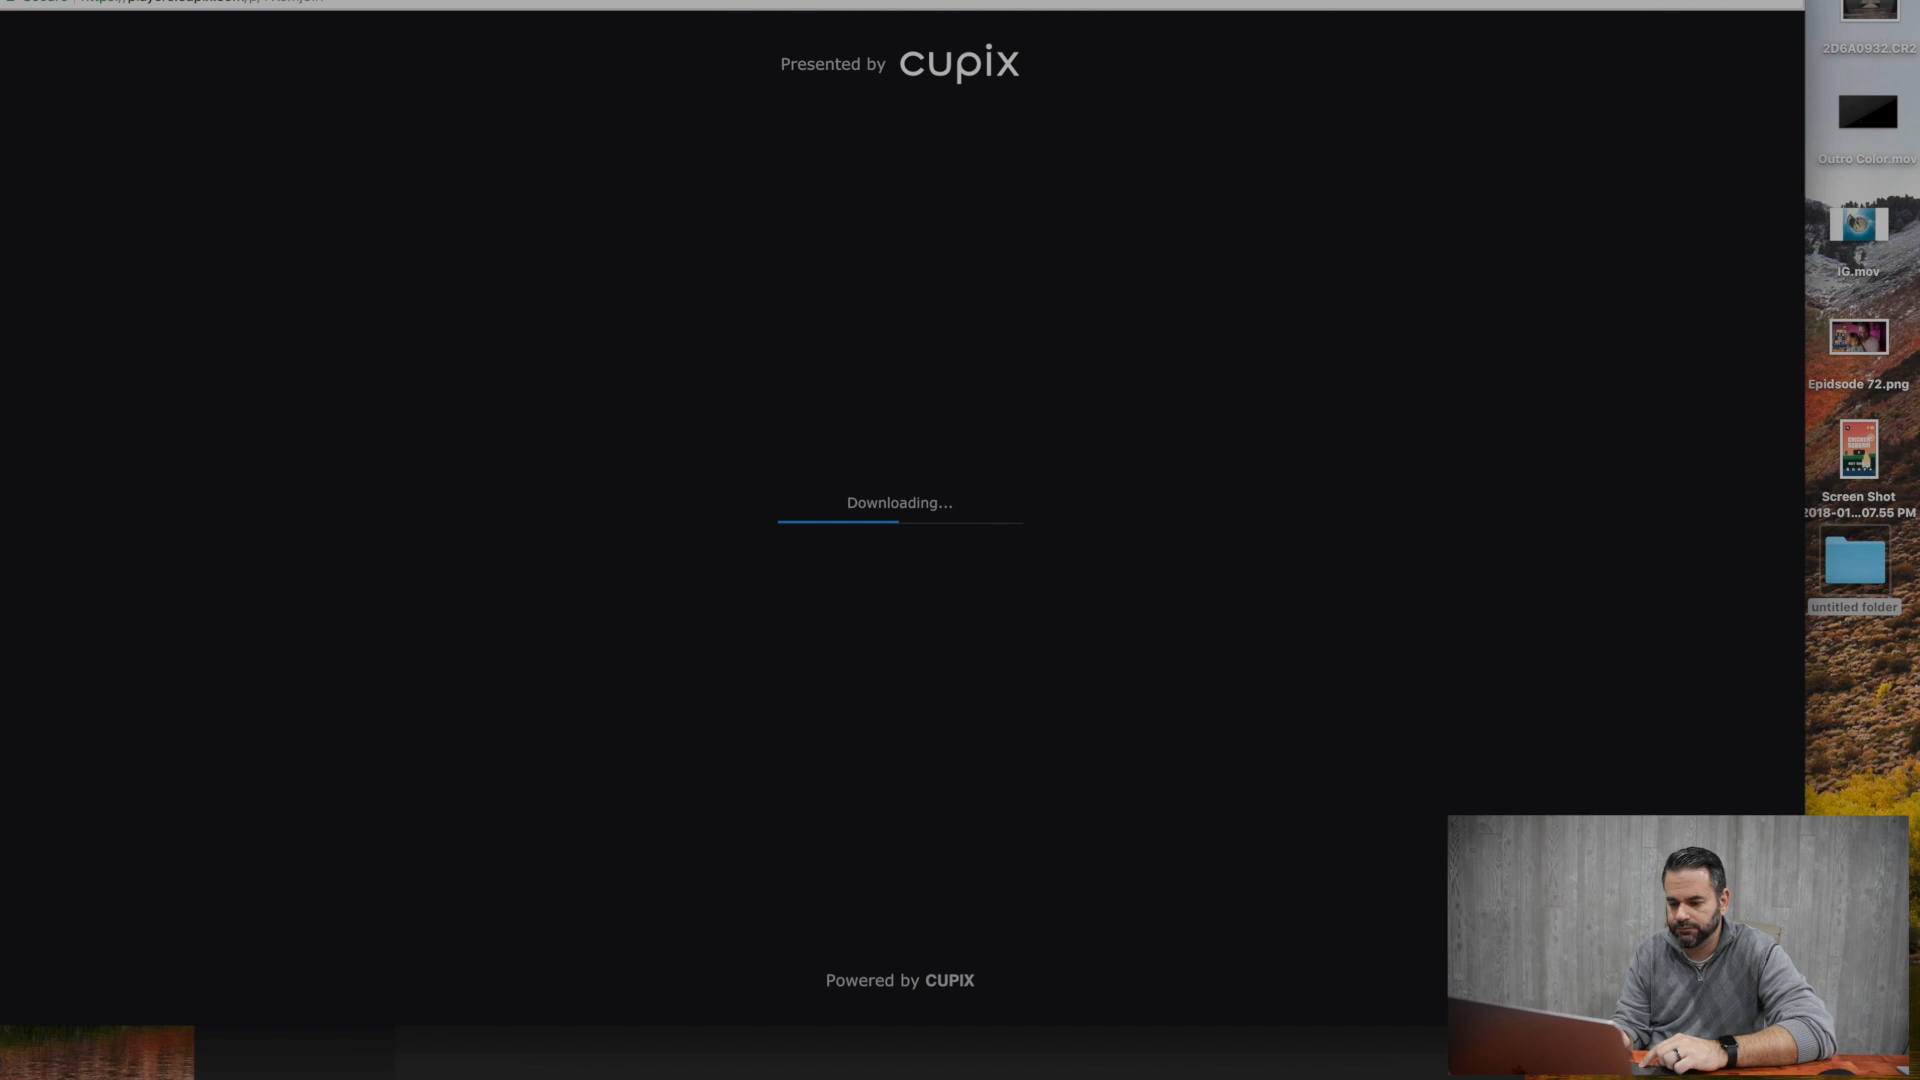 Presented by cupix
2D6A0932.CR2
Outro Color.mov
IG.mov
Epidsode 72.png
Downloading...
Screen Shot
2018-01...07.55 PM
untitled folder
Powered by CUPIX